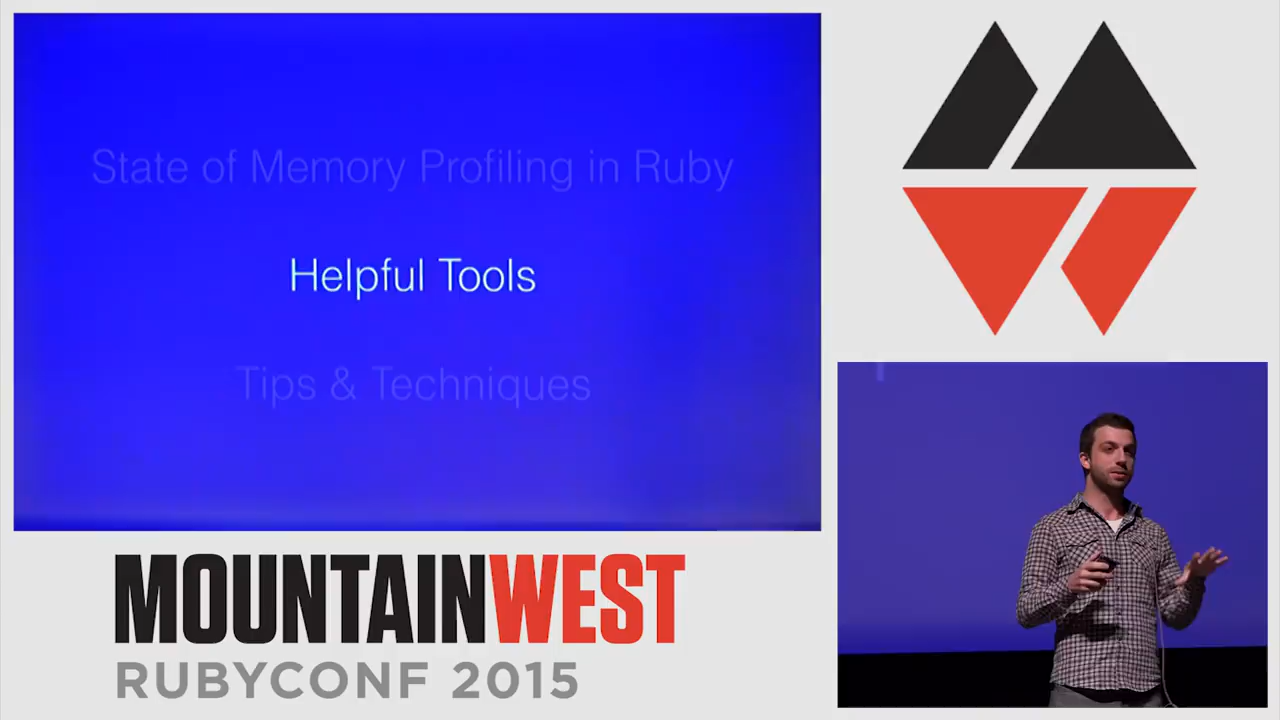 State of Memory Profiling in Ruby
Helpful Tools
Tips & Techniques
MOUNTAINWEST
RUBYCONF 2015